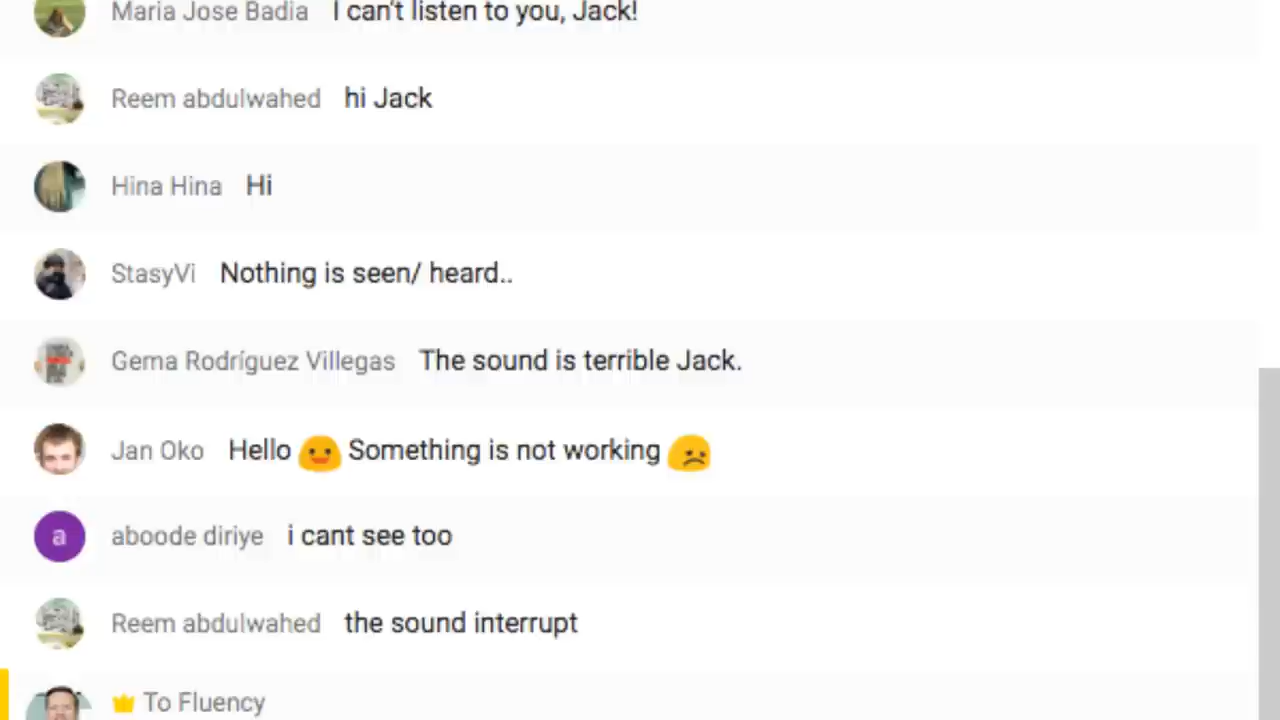 Maria Jose Badia I can't listen to you, Jack!
Reem abdulwahed hi Jack
Hina Hina Hi
StasyVi Nothing is seen/ heard..
Gema Rodríguez Villegas The sound is terrible Jack.
Jan Oko Hello 😃 Something is not working ☹️
a aboode diriye i cant see too
Reem abdulwahed the sound interrupt
To Fluency